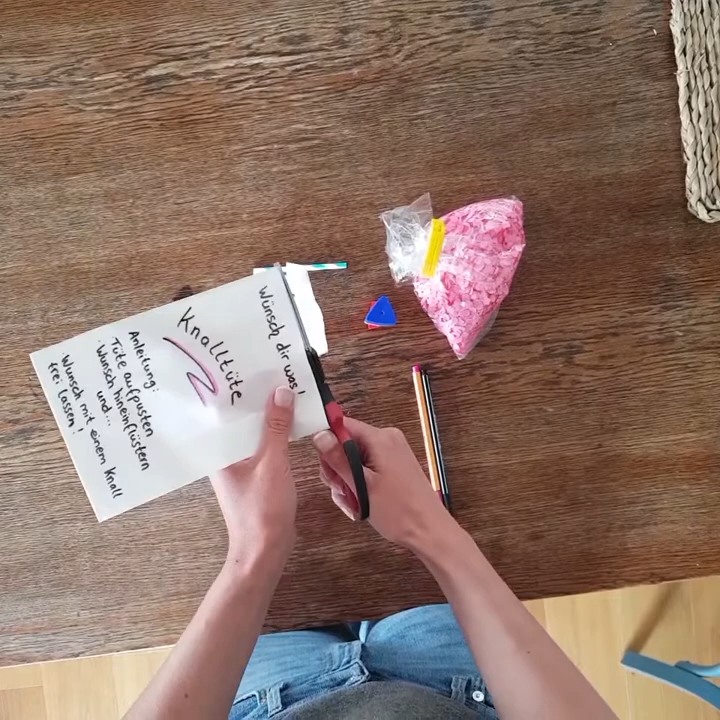 Wünsch dir was!
Knalltüte
Anleitung:
Tüte aufpusten
Wunsch hineinflüstern
und...
Wunsch mit einem Knall
frei lassen!